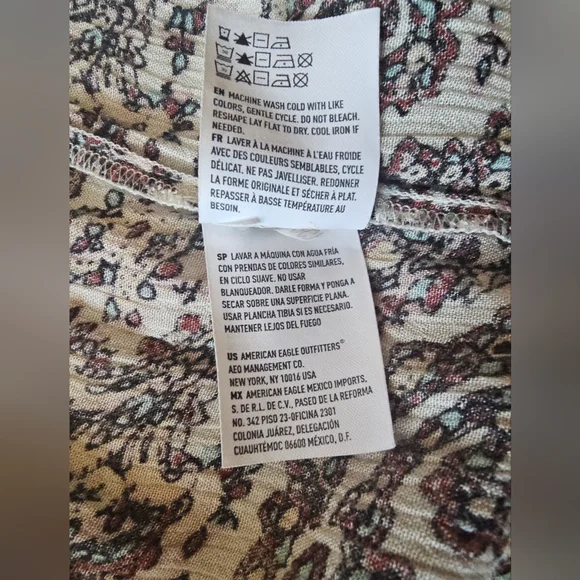 EN MACHINE WASH COLD WITH LIKE
COLORS, GENTLE CYCLE. DO NOT BLEACH.
RESHAPE LAY FLAT TO DRY. COOL IRON IF
NEEDED.
FR LAVER À LA MACHINE À L'EAU FROIDE
AVEC DES COULEURS SEMBLABLES, CYCLE
DÉLICAT. NE PAS JAVELLISER. REDONNER
LA FORME ORIGINALE ET SÉCHER À PLAT.
REPASSER À BASSE TEMPÉRATURE AU
BESOIN.
SP LAVAR A MÁQUINA CON AGUA FRÍA
CON PRENDAS DE COLORES SIMILARES,
EN CICLO SUAVE. NO USAR
BLANQUEADOR. DARLE FORMA Y PONGA A
SECAR SOBRE UNA SUPERFICIE PLANA.
USAR PLANCHA TIBIA SI ES NECESARIO.
MANTENER LEJOS DEL FUEGO
US AMERICAN EAGLE OUTFITTERS®
AEO MANAGEMENT CO.
NEW YORK, NY 10016 USA
MX AMERICAN EAGLE MEXICO IMPORTS,
S. DE R.L. DE C.V., PASEO DE LA REFORMA
NO. 342 PISO 23-OFICINA 2301
COLONIA JUÁREZ, DELEGACIÓN
CUAUHTÉMOC 06600 MÉXICO, D.F.